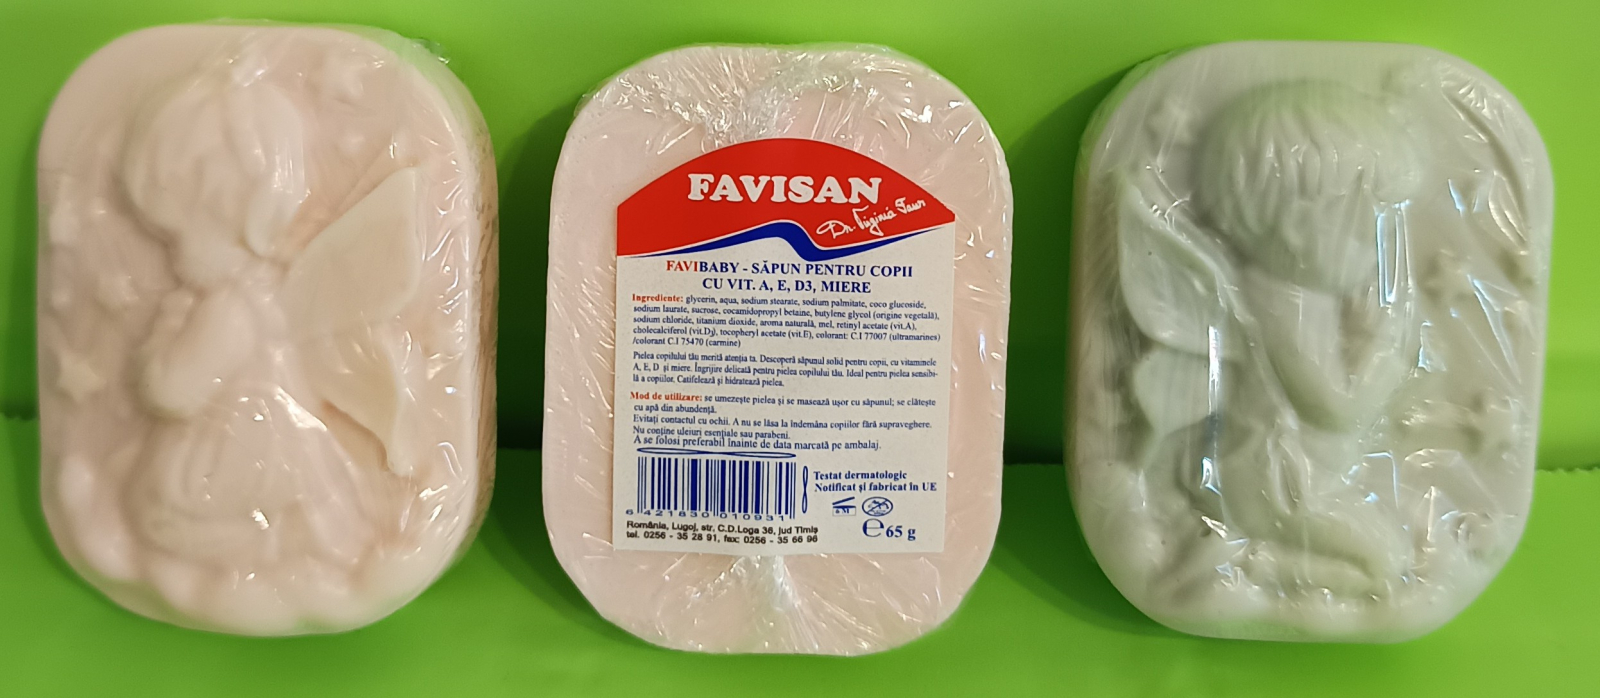 FAVISAN
Dr. Virginia Faur
FAVIBABY - SĂPUN PENTRU COPII
CU VIT. A, E, D3, MIERE
Ingrediente: glycerin, aqua, sodium stearate, sodium palmitate, coco glucoside,
sodium laurate, sucrose, cocamidopropyl betaine, butylene glycol (origine vegetală),
sodium chloride, titanium dioxide, aroma naturală, mel, retinyl acetate (vit.A),
cholecalciferol (vit.D3), tocopheryl acetate (vit.E), colorant: C.I 77007 (ultramarines)
/colorant C.I 75470 (carmine)
Pielea copilului tău merită atenția ta. Descoperă săpunul solid pentru copii, cu vitaminele
A, E, D și miere. Îngrijire delicată pentru pielea copilului tău. Ideal pentru pielea sensibi-
lă a copiilor. Catifelează și hidratează pielea.
Mod de utilizare: se umezește pielea și se masează ușor cu săpunul; se clătește
cu apă din abundență.
Evitați contactul cu ochii. A nu se lăsa la îndemâna copiilor fără supraveghere.
Nu conține uleiuri esențiale sau parabeni.
A se folosi preferabil înainte de data marcată pe ambalaj.
Testat dermatologic
Notificat și fabricat în UE
6 421830 010931
România, Lugoj, str. C.D.Loga 36, jud Timiș
tel. 0256 - 35 28 91, fax: 0256 - 35 66 96
e 65 g